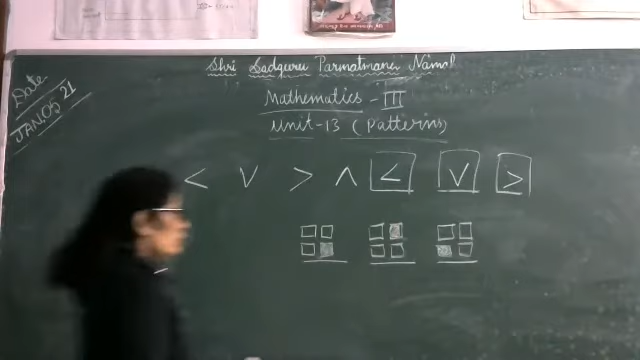 Shri Sadguru Parmatmane Namah
Date
JAN.05 21
Mathematics - III
Unit-13 (Patterns)
< V > ∧ < V >